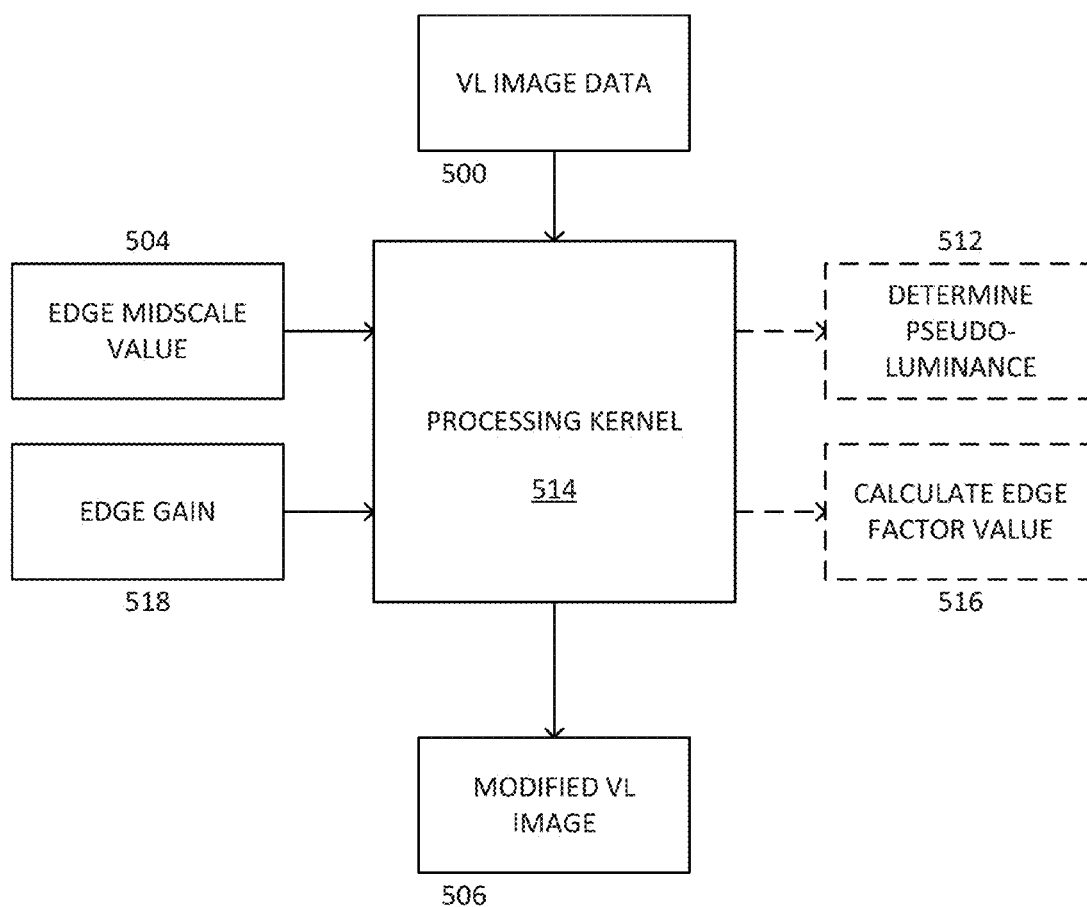 VL IMAGE DATA
500
504
EDGE MIDSCALE
VALUE
EDGE GAIN
518
PROCESSING KERNEL
514
512
DETERMINE
PSEUDO-
LUMINANCE
CALCULATE EDGE
FACTOR VALUE
516
MODIFIED VL
IMAGE
506